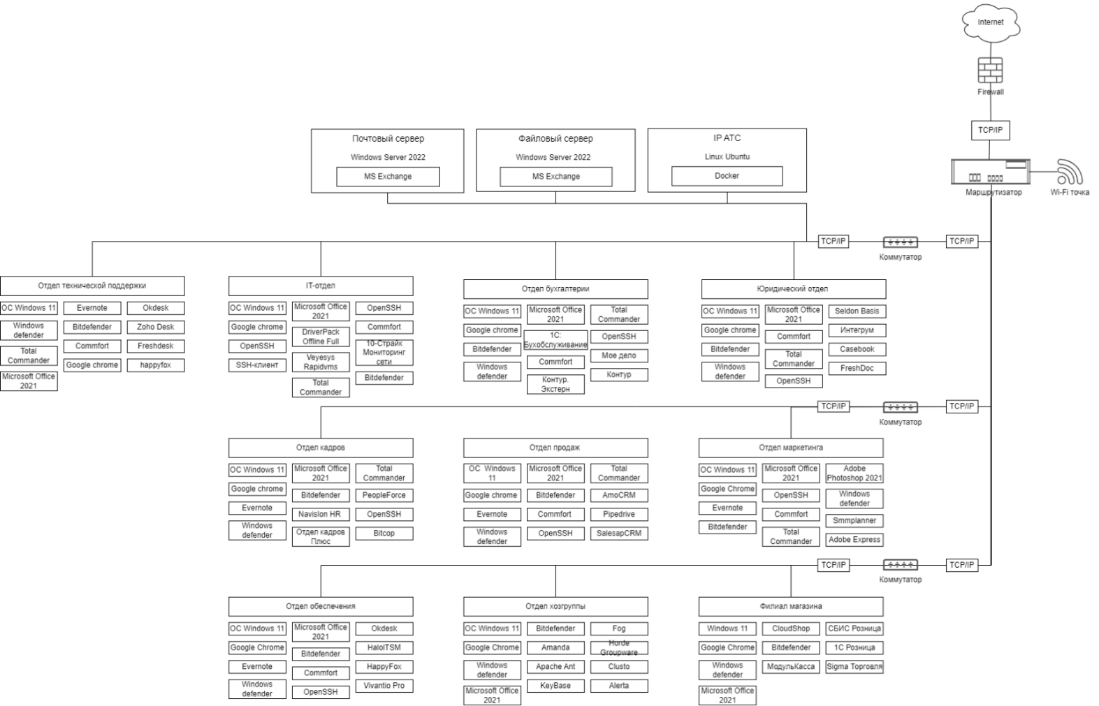 Internet
Firewall
TCP/IP
Маршрутизатор
Wi-Fi точка
Почтовый сервер
Windows Server 2022
MS Exchange
Файловый сервер
Windows Server 2022
MS Exchange
IP АТС
Linux Ubuntu
Docker
TCP/IP
Коммутатор
TCP/IP
Отдел технической поддержки
ОС Windows 11
Windows
defender
Total
Commander
Microsoft Office
2021
Evernote
Bitdefender
Commfort
Google chrome
Okdesk
Zoho Desk
Freshdesk
happyfox
IT-отдел
ОС Windows 11
Google chrome
OpenSSH
SSH-клиент
Microsoft Office
2021
DriverPack
Offline Full
Veyesys
Rapidvms
Total
Commander
OpenSSH
Commfort
10-Страйк
Мониторинг
сети
Bitdefender
Отдел бухгалтерии
ОС Windows 11
Google chrome
Bitdefender
Windows
defender
Microsoft Office
2021
1С:
Бухобслуживание
Commfort
Контур.
Экстерн
Total
Commander
OpenSSH
Мое дело
Контур
Юридический отдел
ОС Windows 11
Google chrome
Bitdefender
Windows
defender
Microsoft Office
2021
Commfort
Total
Commander
OpenSSH
Seldon Basis
Интегрум
Casebook
FreshDoc
TCP/IP
Коммутатор
TCP/IP
Отдел кадров
ОС Windows 11
Google chrome
Evernote
Windows
defender
Microsoft Office
2021
Bitdefender
Navision HR
Отдел кадров
Плюс
Total
Commander
PeopleForce
OpenSSH
Bitcop
Отдел продаж
ОС Windows
11
Google chrome
Evernote
Windows
defender
Microsoft Office
2021
Bitdefender
Commfort
OpenSSH
Total
Commander
AmoCRM
Pipedrive
SalesapCRM
Отдел маркетинга
ОС Windows 11
Google chrome
Evernote
Bitdefender
Microsoft Office
2021
OpenSSH
Commfort
Total
Commander
Adobe
Photoshop 2021
Windows
defender
Smmplanner
Adobe Express
TCP/IP
Коммутатор
TCP/IP
Отдел обеспечения
ОС Windows 11
Google Chrome
Evernote
Windows
defender
Microsoft Office
2021
Bitdefender
Commfort
OpenSSH
Okdesk
HaloITSM
HappyFox
Vivantio Pro
Отдел хозгруппы
ОС Windows 11
Google Chrome
Windows
defender
Microsoft Office
2021
Bitdefender
Amanda
Apache Ant
KeyBase
Fog
Horde
Groupware
Clusto
Alerta
Филиал магазина
Windows 11
Google Chrome
Windows
defender
Microsoft Office
2021
CloudShop
Bitdefender
МодульКасса
СБИС Розница
1С Розница
Sigma Торговля